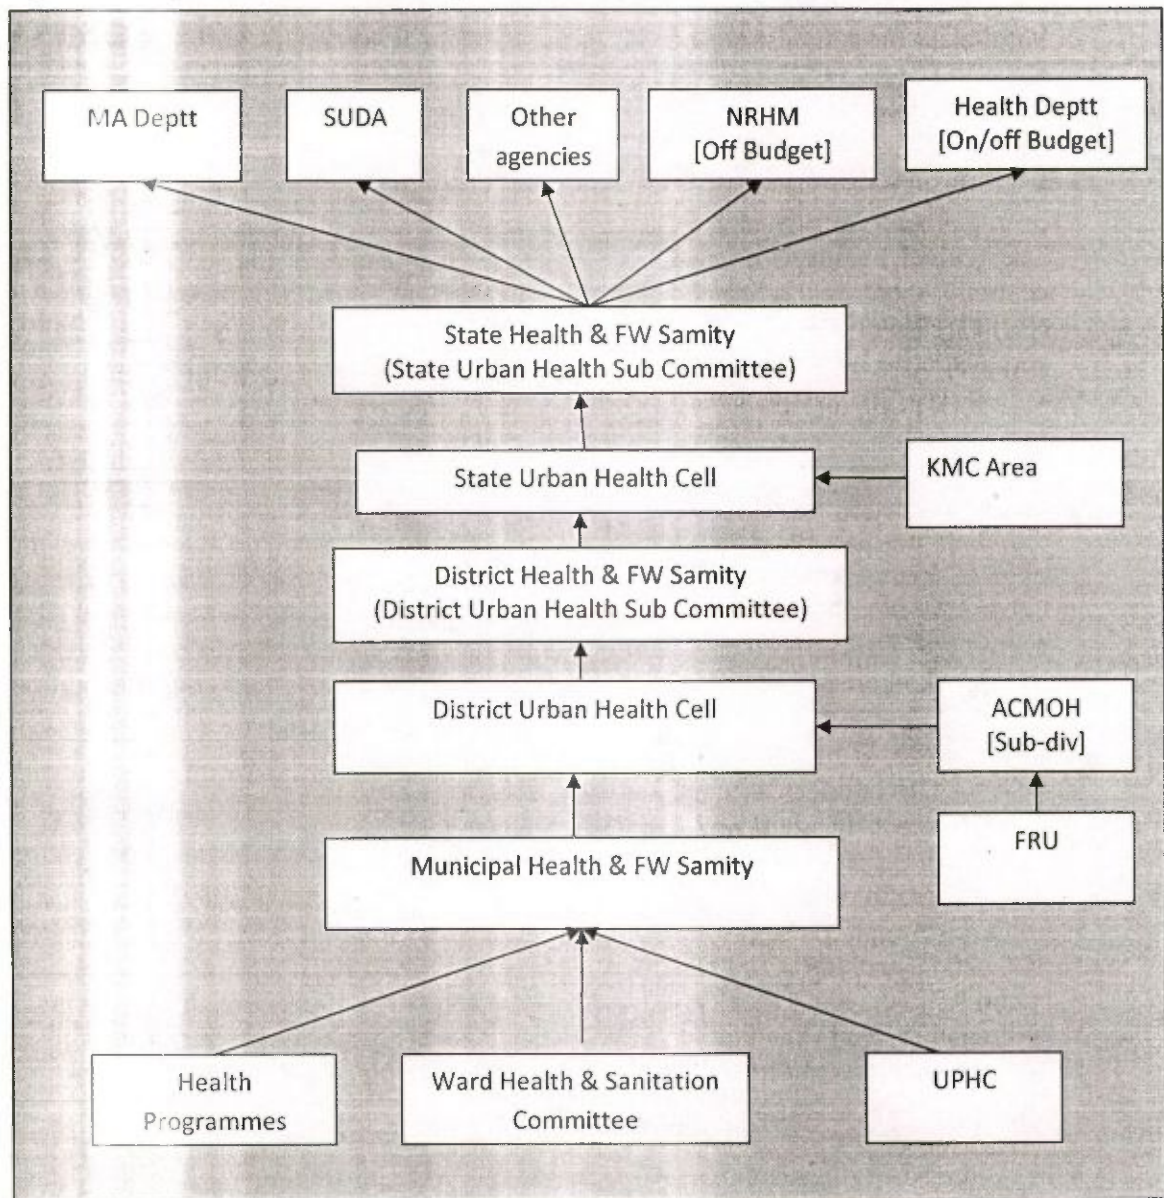 MA Deptt
SUDA
Other
agencies
NRHM
[Off Budget]
Health Deptt
[On/off Budget]
State Health & FW Samity
(State Urban Health Sub Committee)
State Urban Health Cell
KMC Area
District Health & FW Samity
(District Urban Health Sub Committee)
District Urban Health Cell
ACMOH
[Sub-div]
FRU
Municipal Health & FW Samity
Health
Programmes
Ward Health & Sanitation
Committee
UPHC